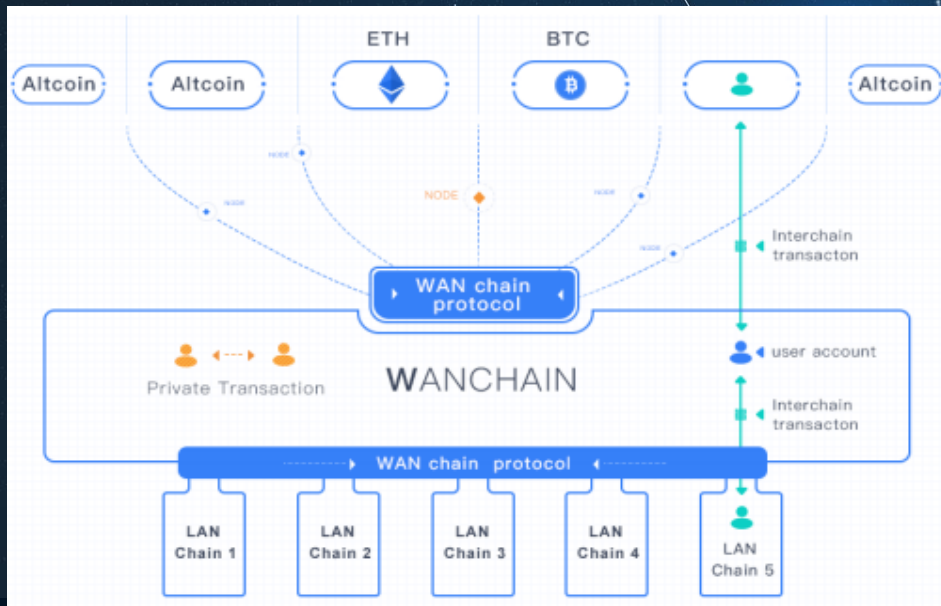 ETH
BTC
Altcoin
Altcoin
Altcoin
NODE
NODE
NODE
NODE
NODE
Interchain
transacton
WAN chain
protocol
user account
Private Transaction
WANCHAIN
Interchain
transacton
WAN chain protocol
LAN
Chain 1
LAN
Chain 2
LAN
Chain 3
LAN
Chain 4
LAN
Chain 5